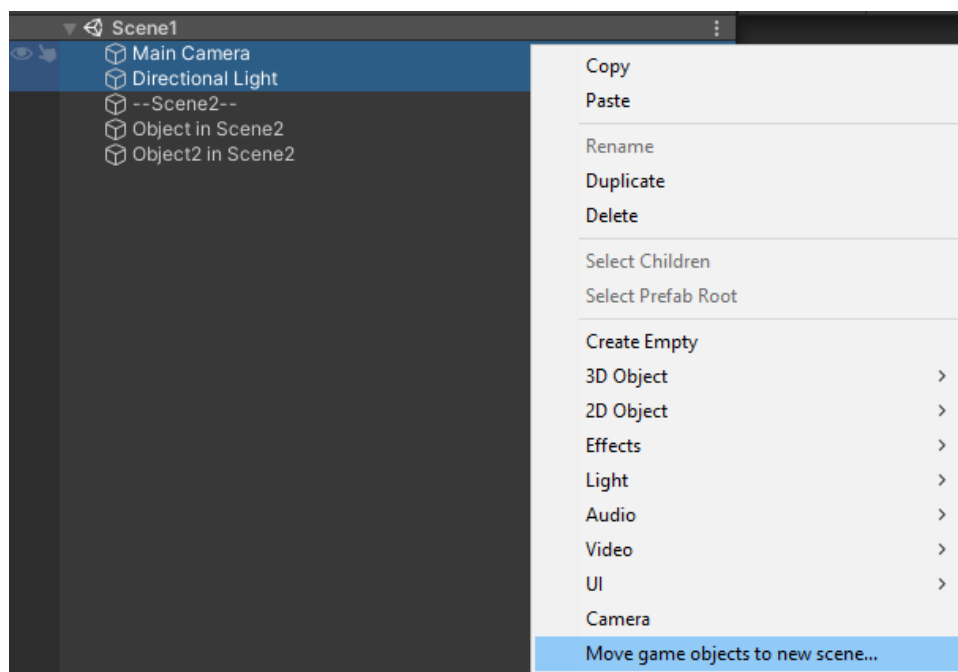 Scene1
Main Camera
Directional Light
--Scene2--
Object in Scene2
Object2 in Scene2
Copy
Paste
Rename
Duplicate
Delete
Select Children
Select Prefab Root
Create Empty
3D Object
2D Object
Effects
Light
Audio
Video
UI
Camera
Move game objects to new scene...